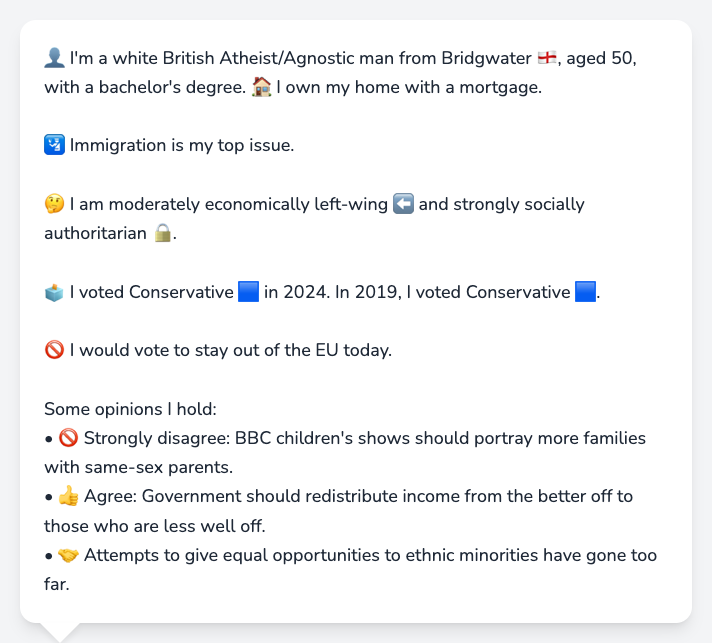 👤 I'm a white British Atheist/Agnostic man from Bridgwater 🏴󠁧󠁢󠁥󠁮󠁧󠁿, aged 50,
with a bachelor's degree. 🏠 I own my home with a mortgage.
🛂 Immigration is my top issue.
🤔 I am moderately economically left-wing ⬅️ and strongly socially
authoritarian 🔒.
🗳️ I voted Conservative 🟦 in 2024. In 2019, I voted Conservative 🟦.
🚫 I would vote to stay out of the EU today.
Some opinions I hold:
• 🚫 Strongly disagree: BBC children's shows should portray more families
with same-sex parents.
• 👍 Agree: Government should redistribute income from the better off to
those who are less well off.
• 🤝 Attempts to give equal opportunities to ethnic minorities have gone too
far.